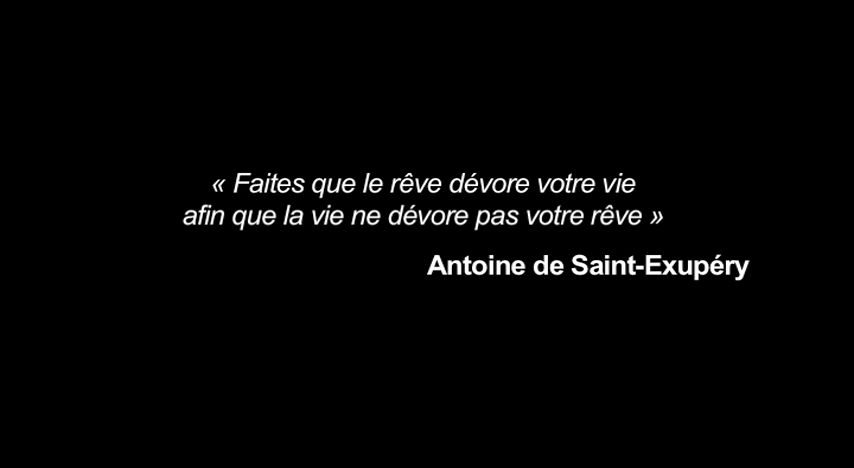 « Faites que le rêve dévore votre vie
afin que la vie ne dévore pas votre rêve »
Antoine de Saint-Exupéry